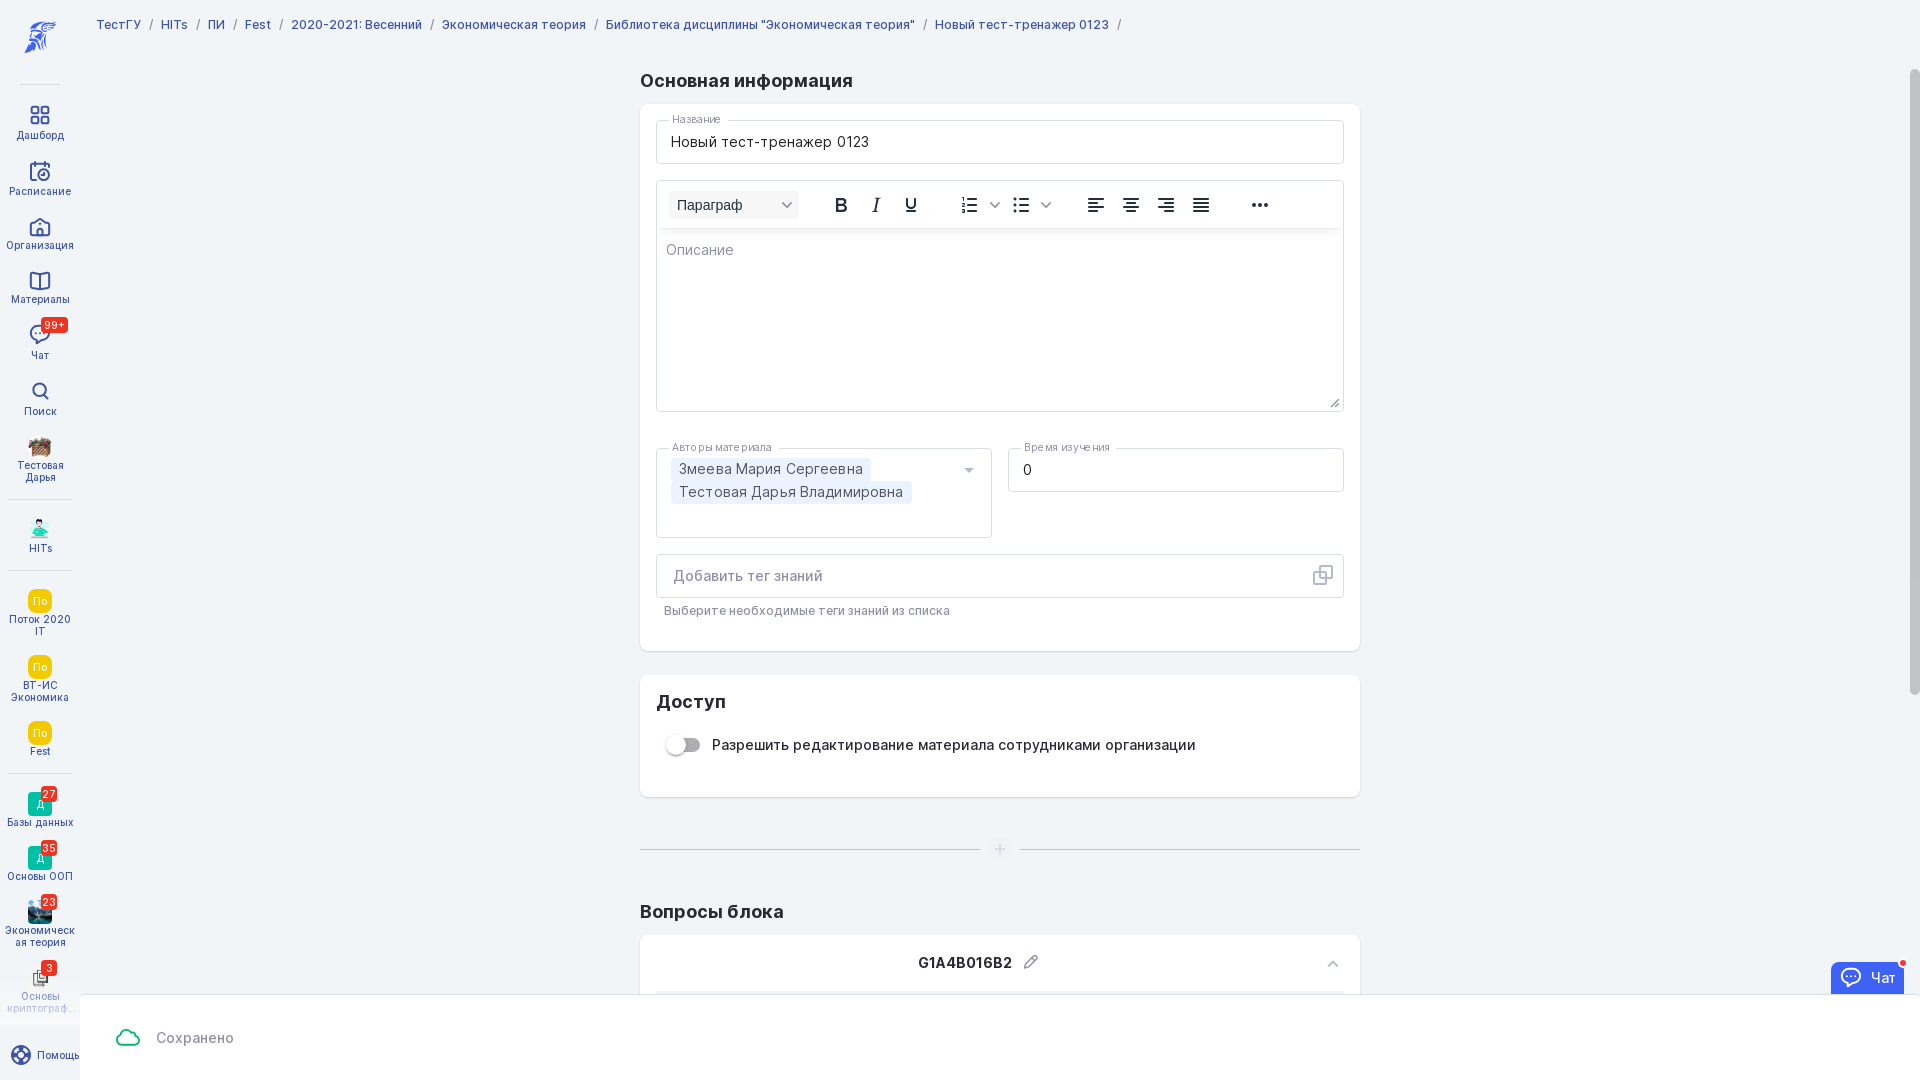 ТестГУ / HITs / ПИ / Fest / 2020-2021: Весенний / Экономическая теория / Библиотека дисциплины "Экономическая теория" / Новый тест-тренажер 0123 /
Дашборд
Расписание
Организация
Материалы
99+
Чат
Поиск
Тестовая
Дарья
HITs
По
Поток 2020
IT
По
ВТ-ИС
Экономика
По
Fest
27
Д
Базы данных
35
Д
Основы ООП
23
Экономическ
ая теория
3
Основы
криптограф...
Помощь
Основная информация
Название
Новый тест-тренажер 0123
Параграф
Описание
Авторы материала
Змеева Мария Сергеевна
Тестовая Дарья Владимировна
Время изучения
0
Добавить тег знаний
Выберите необходимые теги знаний из списка
Доступ
Разрешить редактирование материала сотрудниками организации
Вопросы блока
G1A4B016B2
Чат
Сохранено